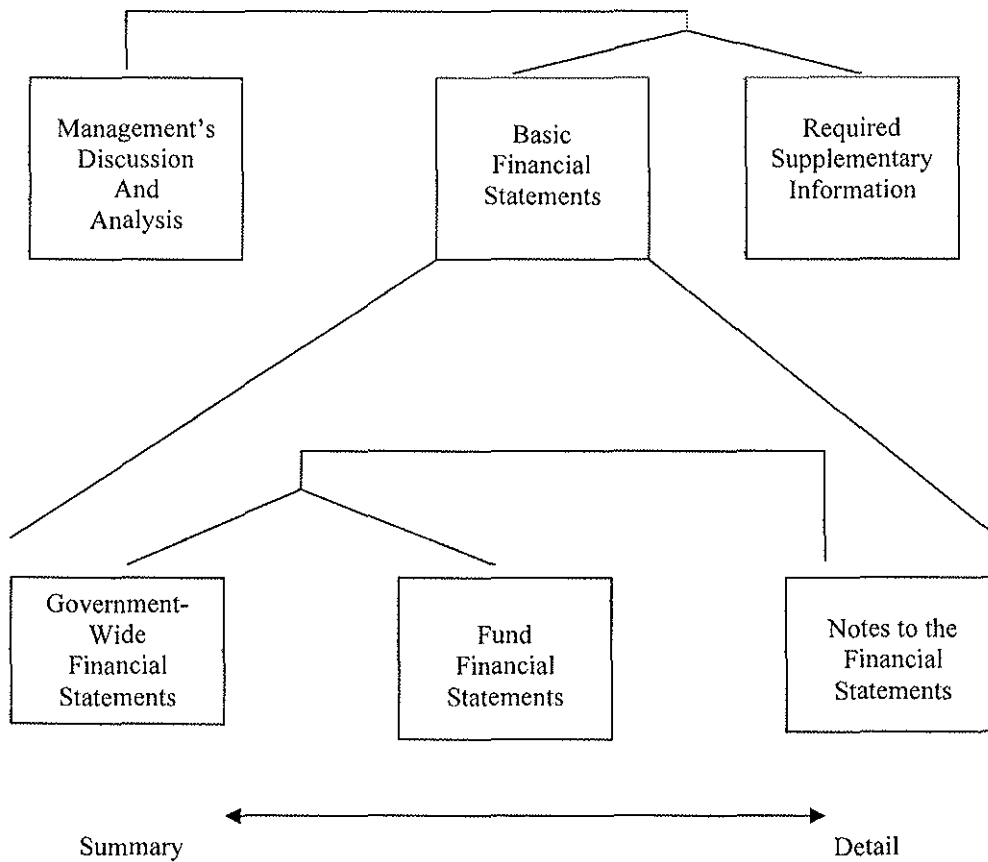 Management's
Discussion
And
Analysis
Basic
Financial
Statements
Required
Supplementary
Information
Government-
Wide
Financial
Statements
Fund
Financial
Statements
Notes to the
Financial
Statements
Summary
Detail